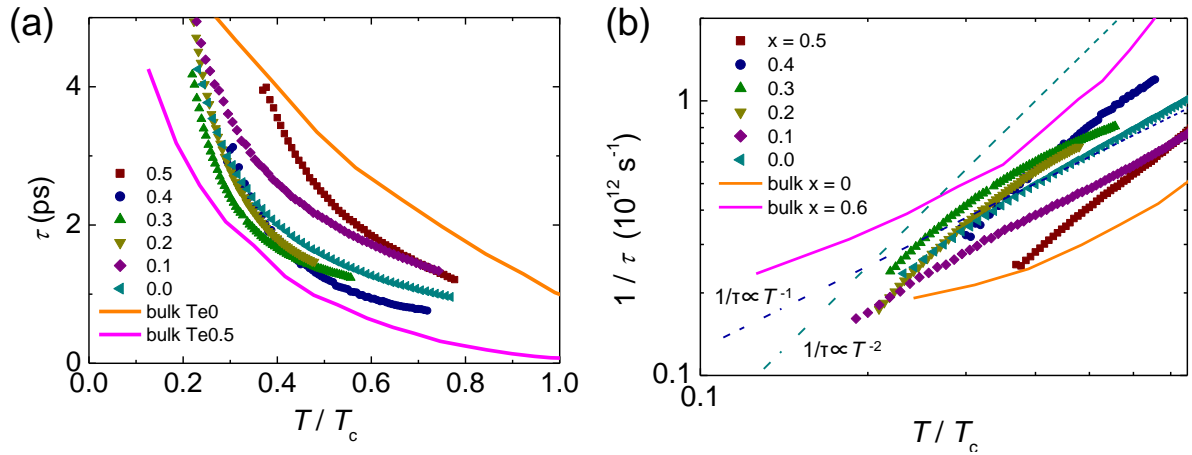 (a)
4
2
0
τ (ps)
0.5
0.4
0.3
0.2
0.1
0.0
bulk Te0
bulk Te0.5
0.0 0.2 0.4 0.6 0.8 1.0
T / Tc
(b)
1
0.1
1 / τ (10¹² s⁻¹)
x = 0.5
0.4
0.3
0.2
0.1
0.0
bulk x = 0
bulk x = 0.6
1/τ∝ T⁻¹
1/τ∝ T⁻²
0.1
T / Tc